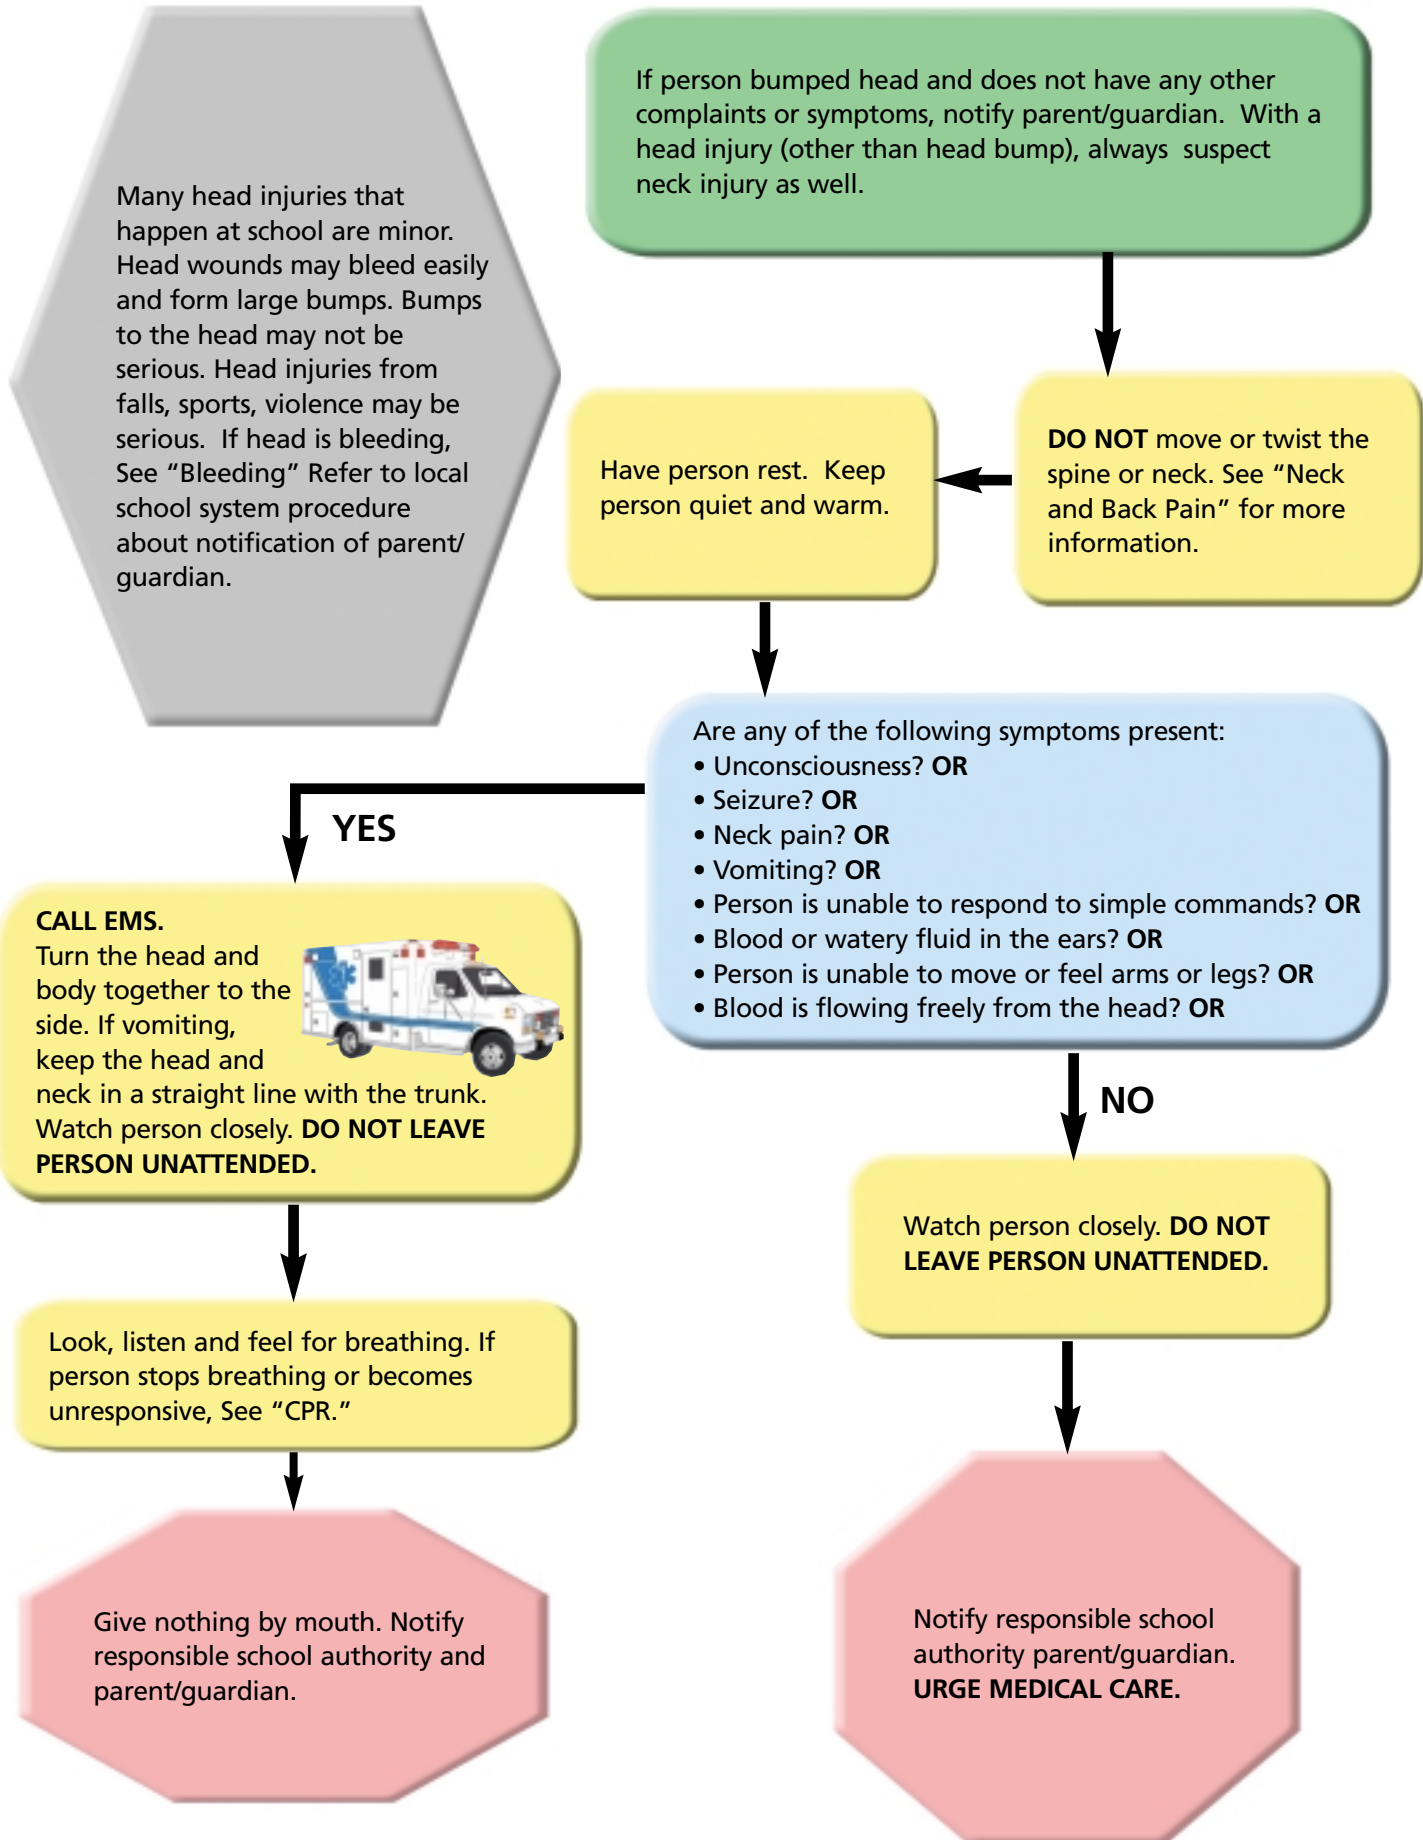 Many head injuries that
happen at school are minor.
Head wounds may bleed easily
and form large bumps. Bumps
to the head may not be
serious. Head injuries from
falls, sports, violence may be
serious.  If head is bleeding,
See “Bleeding” Refer to local
school system procedure
about notification of parent/
guardian.
If person bumped head and does not have any other
complaints or symptoms, notify parent/guardian.  With a
head injury (other than head bump), always  suspect
neck injury as well.
DO NOT move or twist the
spine or neck. See “Neck
and Back Pain” for more
information.
Have person rest.  Keep
person quiet and warm.
Are any of the following symptoms present:
• Unconsciousness? OR
• Seizure? OR
• Neck pain? OR
• Vomiting? OR
• Person is unable to respond to simple commands? OR
• Blood or watery fluid in the ears? OR
• Person is unable to move or feel arms or legs? OR
• Blood is flowing freely from the head? OR
YES
CALL EMS.
Turn the head and
body together to the
side. If vomiting,
keep the head and
neck in a straight line with the trunk.
Watch person closely. DO NOT LEAVE
PERSON UNATTENDED.
Look, listen and feel for breathing. If
person stops breathing or becomes
unresponsive, See “CPR.”
Give nothing by mouth. Notify
responsible school authority and
parent/guardian.
NO
Watch person closely. DO NOT
LEAVE PERSON UNATTENDED.
Notify responsible school
authority parent/guardian.
URGE MEDICAL CARE.